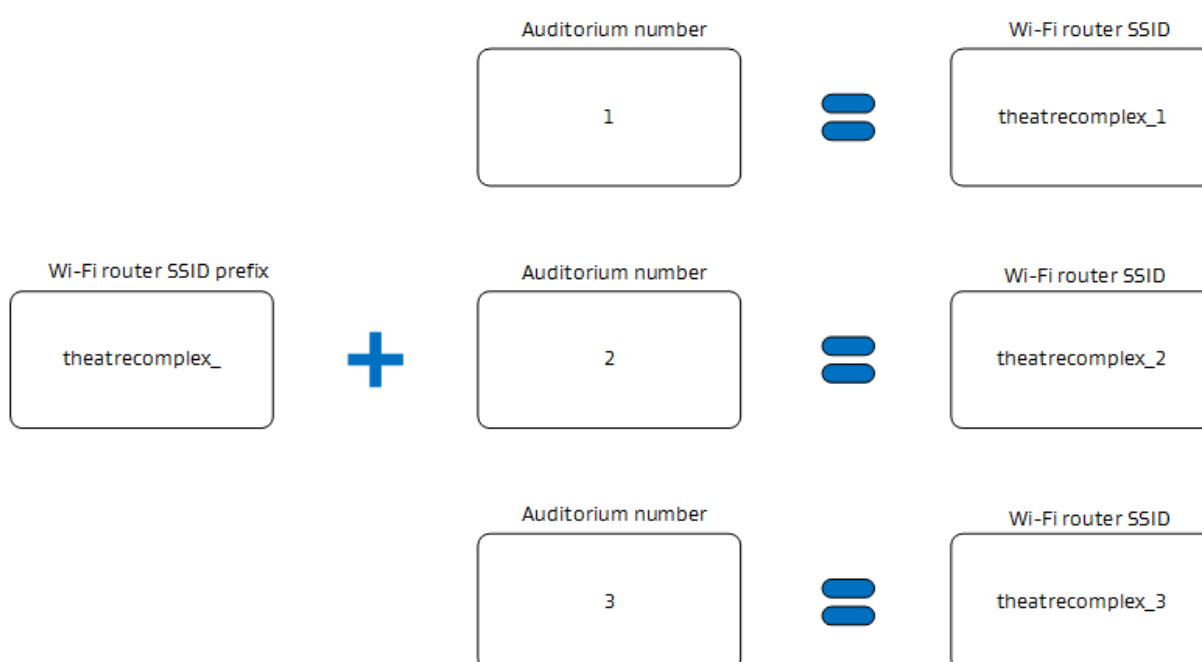 Auditorium number
Wi-Fi router SSID
1
theatrecomplex_1
Wi-Fi router SSID prefix
Auditorium number
Wi-Fi router SSID
theatrecomplex_
2
theatrecomplex_2
Auditorium number
Wi-Fi router SSID
3
theatrecomplex_3